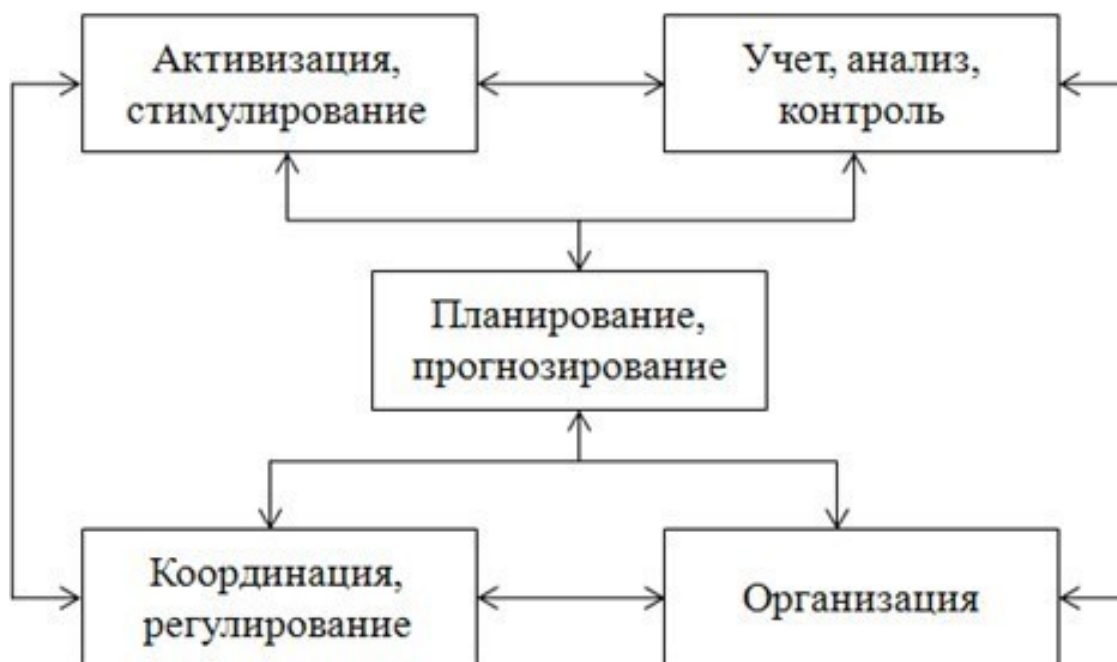 Активизация,
стимулирование
Учет, анализ,
контроль
Планирование,
прогнозирование
Координация,
регулирование
Организация